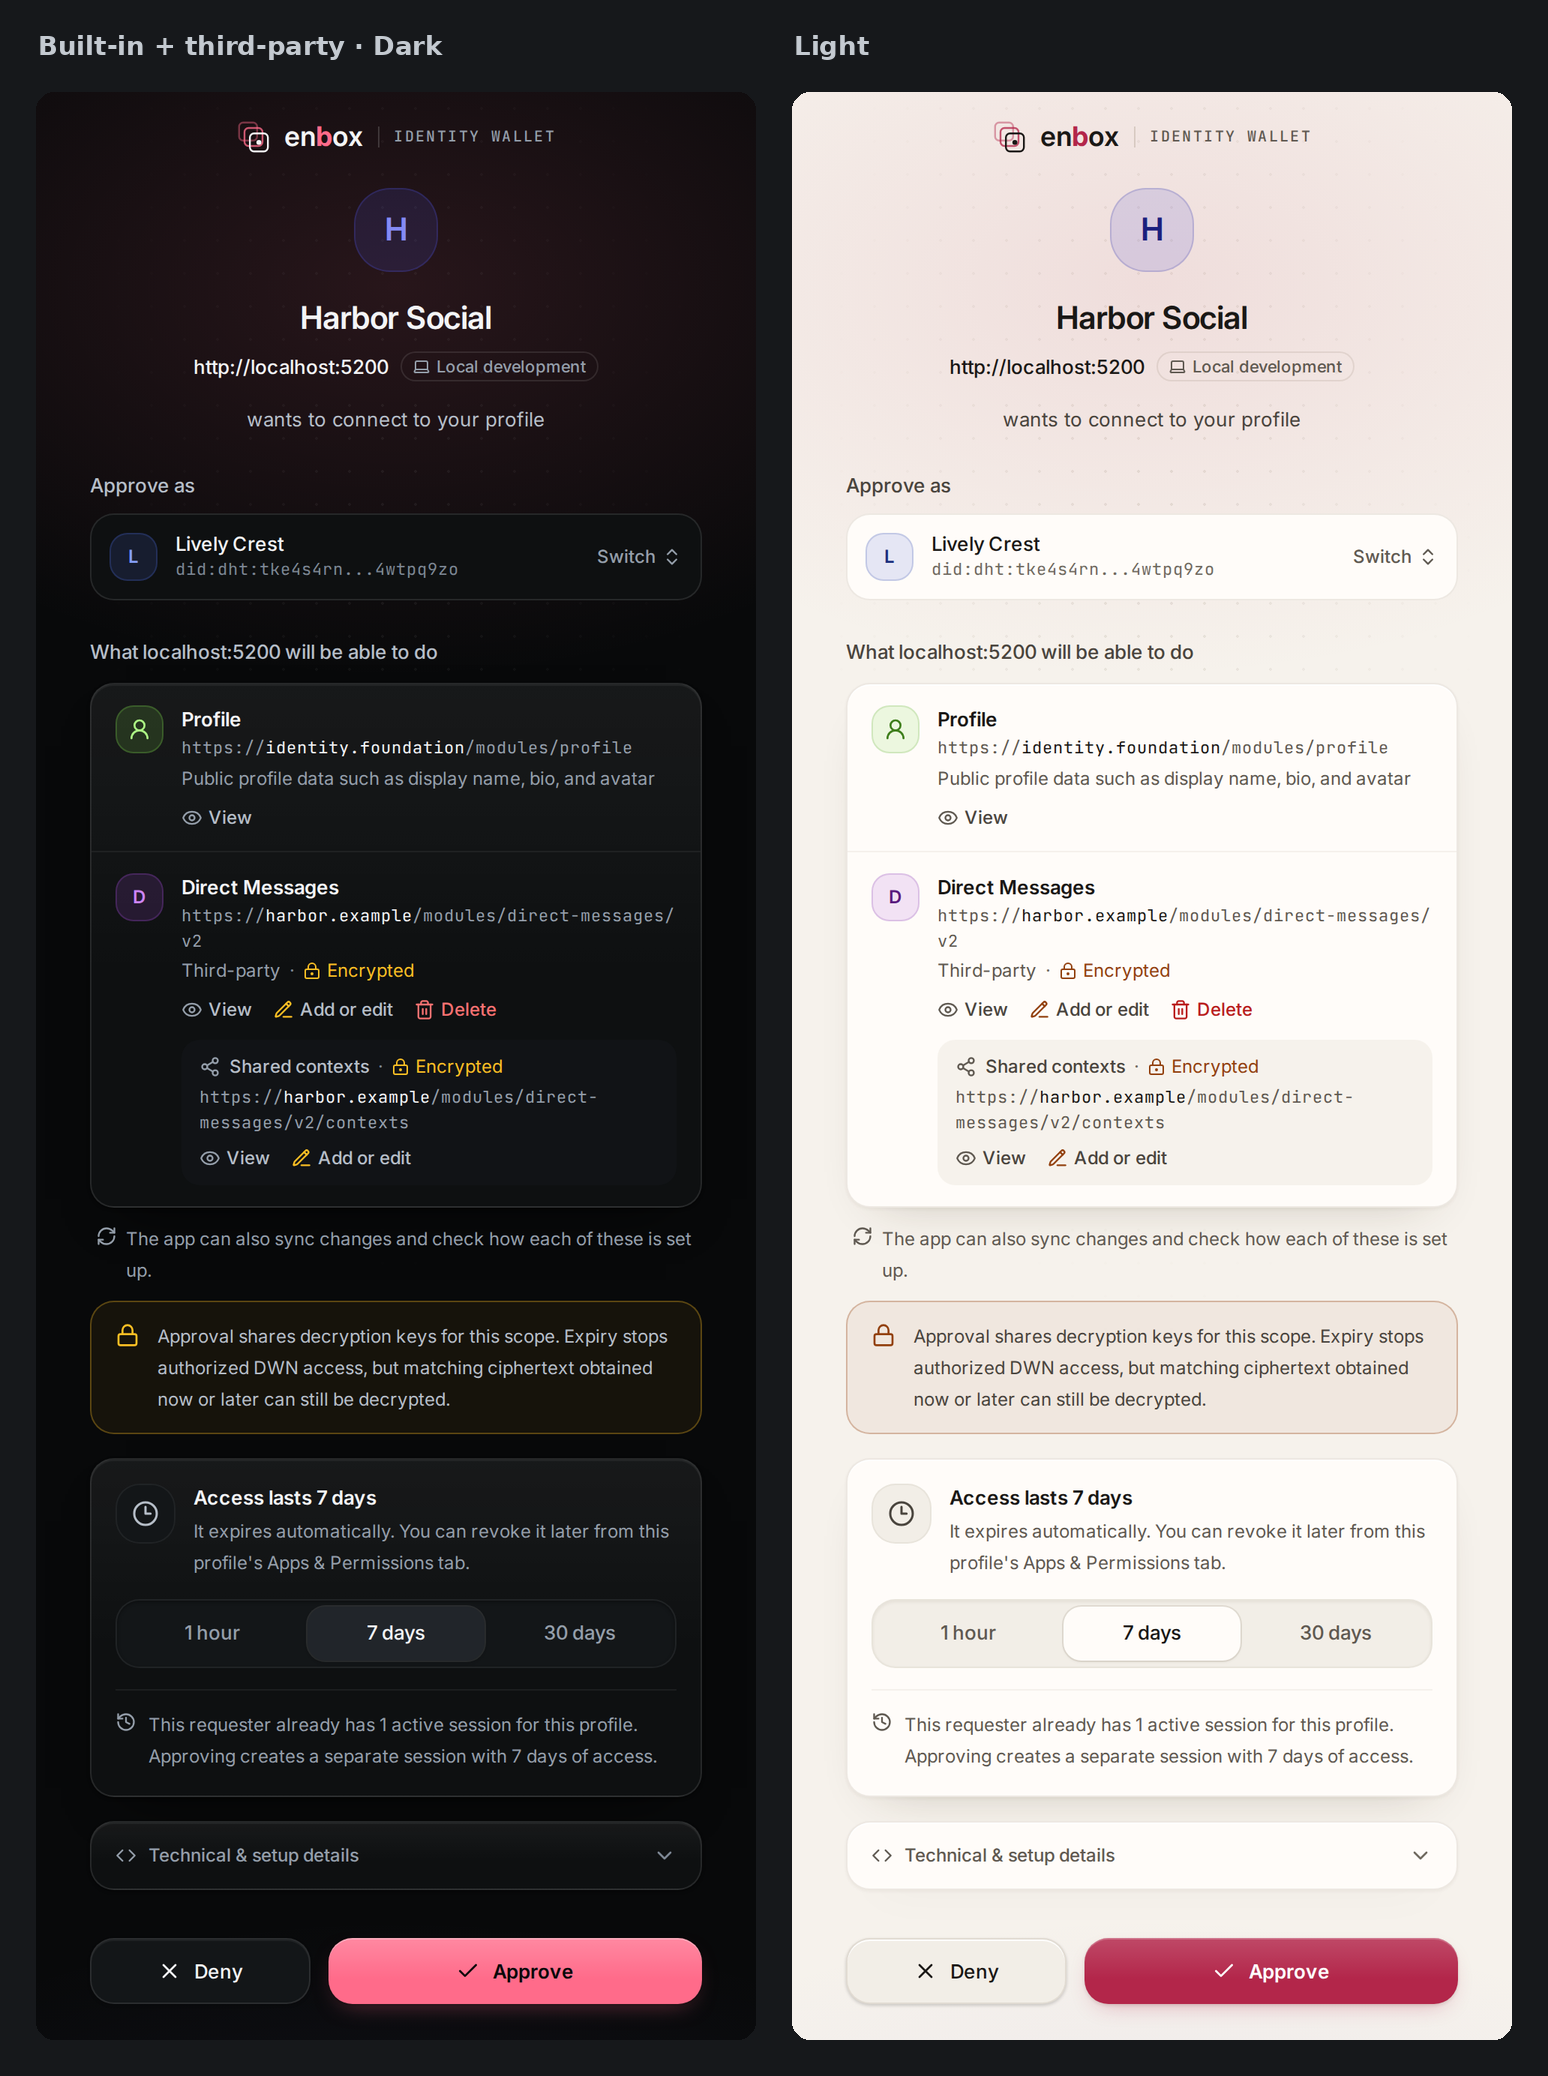 Built-in + third-party · Dark
enbox IDENTITY WALLET
H
Harbor Social
http://localhost:5200 Local development
wants to connect to your profile
Approve as
L
Lively Crest
did:dht:tke4s4rn...4wtpq9zo
Switch
What localhost:5200 will be able to do
Profile
https://identity.foundation/modules/profile
Public profile data such as display name, bio, and avatar
View
D
Direct Messages
https://harbor.example/modules/direct-messages/
v2
Third-party · Encrypted
View Add or edit Delete
Shared contexts · Encrypted
https://harbor.example/modules/direct-
messages/v2/contexts
View Add or edit
The app can also sync changes and check how each of these is set
up.
Approval shares decryption keys for this scope. Expiry stops
authorized DWN access, but matching ciphertext obtained
now or later can still be decrypted.
Access lasts 7 days
It expires automatically. You can revoke it later from this
profile's Apps & Permissions tab.
1 hour 7 days 30 days
This requester already has 1 active session for this profile.
Approving creates a separate session with 7 days of access.
Technical & setup details
Deny Approve
Light
enbox IDENTITY WALLET
H
Harbor Social
http://localhost:5200 Local development
wants to connect to your profile
Approve as
L
Lively Crest
did:dht:tke4s4rn...4wtpq9zo
Switch
What localhost:5200 will be able to do
Profile
https://identity.foundation/modules/profile
Public profile data such as display name, bio, and avatar
View
D
Direct Messages
https://harbor.example/modules/direct-messages/
v2
Third-party · Encrypted
View Add or edit Delete
Shared contexts · Encrypted
https://harbor.example/modules/direct-
messages/v2/contexts
View Add or edit
The app can also sync changes and check how each of these is set
up.
Approval shares decryption keys for this scope. Expiry stops
authorized DWN access, but matching ciphertext obtained
now or later can still be decrypted.
Access lasts 7 days
It expires automatically. You can revoke it later from this
profile's Apps & Permissions tab.
1 hour 7 days 30 days
This requester already has 1 active session for this profile.
Approving creates a separate session with 7 days of access.
Technical & setup details
Deny Approve